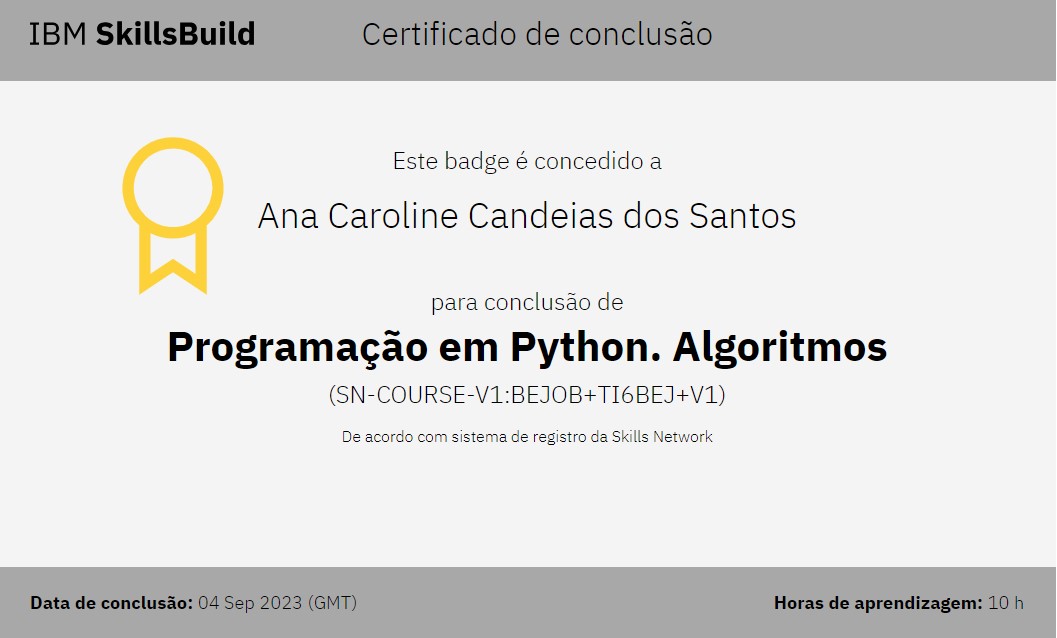 IBM SkillsBuild
Certificado de conclusão
Este badge é concedido a
Ana Caroline Candeias dos Santos
para conclusão de
Programação em Python. Algoritmos
(SN-COURSE-V1:BEJOB+TI6BEJ+V1)
De acordo com sistema de registro da Skills Network
Data de conclusão: 04 Sep 2023 (GMT)
Horas de aprendizagem: 10 h